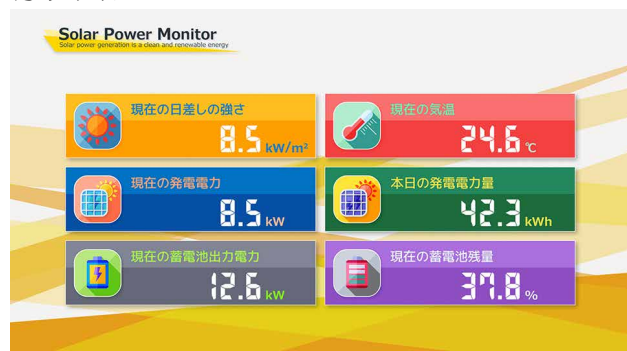 Solar Power Monitor
Solar power generation is a clean and renewable energy
現在の日差しの強さ
8.5 kW/m²
現在の気温
24.6 ℃
現在の発電電力
8.5 kW
本日の発電電力量
42.3 kWh
現在の蓄電池出力電力
12.6 kW
現在の蓄電池残量
37.8 %